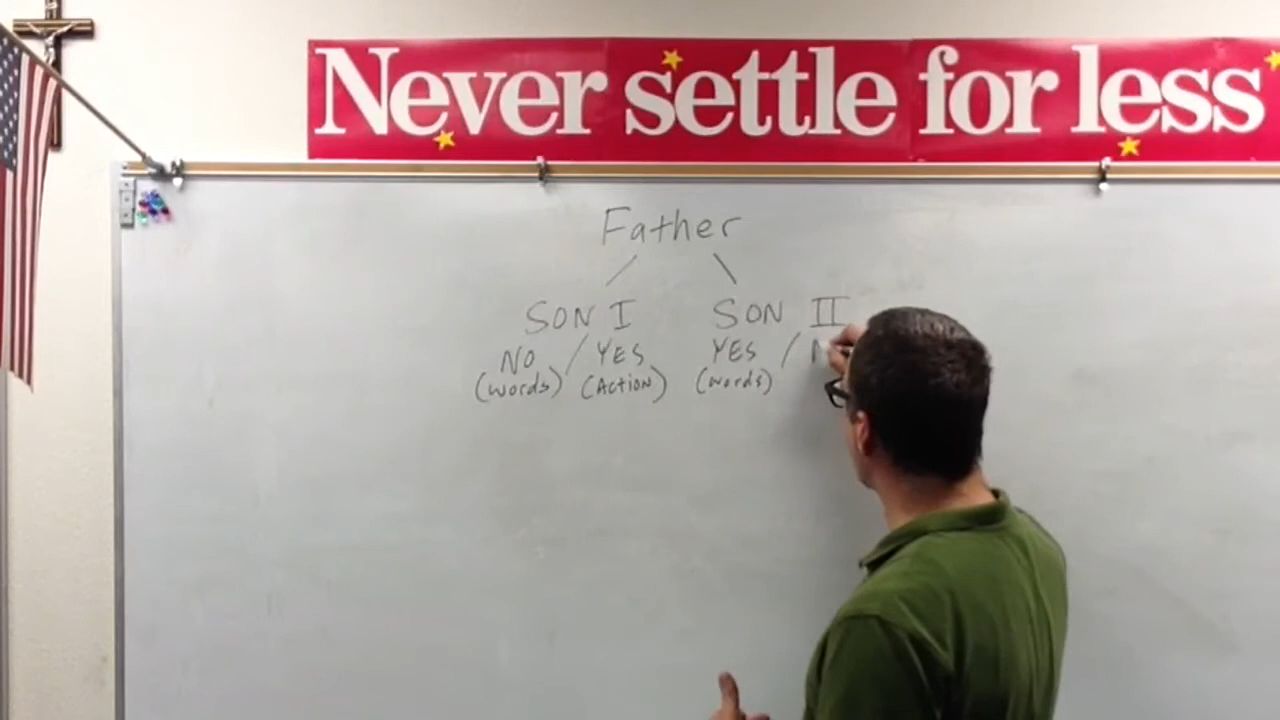 Never settle for less
Father
SON I SON II
NO / YES YES /
(words) (Action) (words)